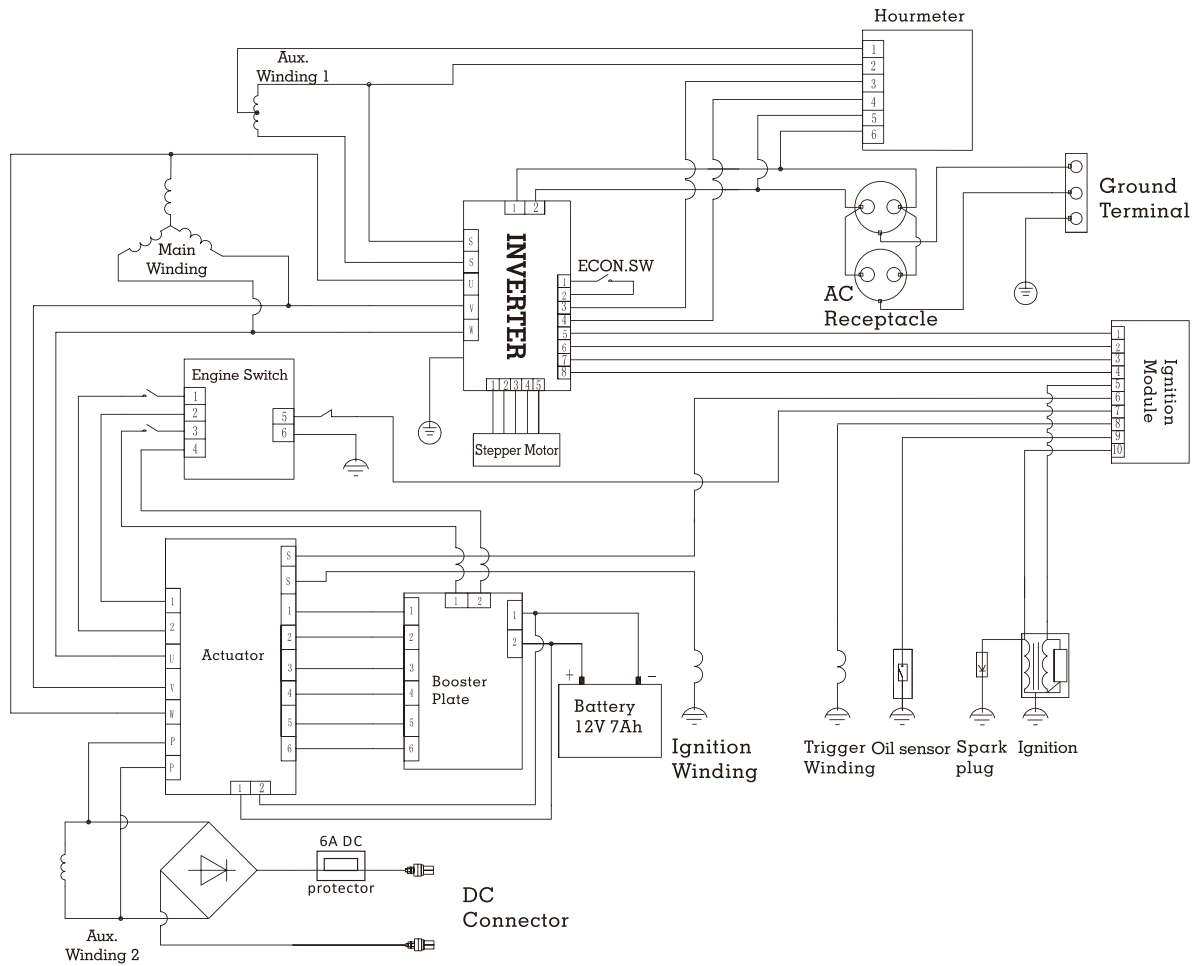 Hourmeter
1
2
3
4
5
6
Aux.
Winding 1
Main
Winding
1 2
S
S
U
V
W
INVERTER
ECON.SW
1
2
3
4
5
6
7
8
1 2 3 4 5
Stepper Motor
AC
Receptacle
Ground
Terminal
1
2
3
4
5
6
7
8
9
10
Ignition
Module
Engine Switch
1
2
3
4
5
6
Actuator
1
2
U
V
W
P
P
S
S
1
2
3
4
5
6
1 2
Booster
Plate
1 2
1
2
3
4
5
6
1
2
+ −
Battery
12V 7Ah
Ignition
Winding
Trigger
Winding
Oil sensor
Spark
plug
Ignition
6A DC
protector
DC
Connector
Aux.
Winding 2